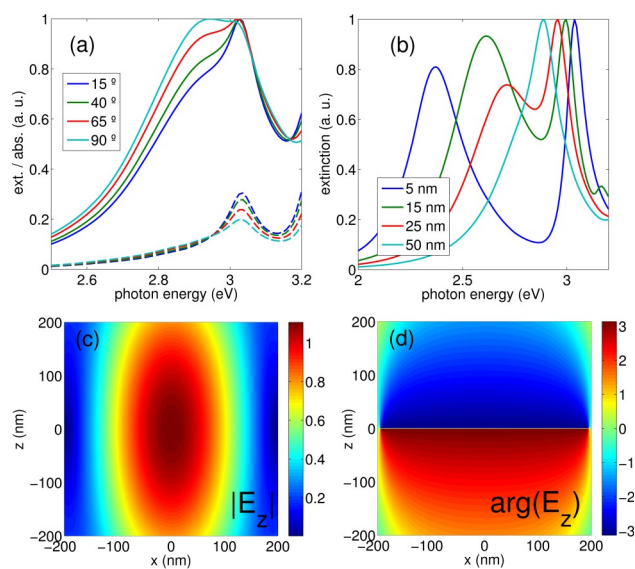 (a)
ext. / abs. (a. u.)
1
0.8
0.6
0.4
0.2
0
15 º
40 º
65 º
90 º
2.6 2.8 3 3.2
photon energy (eV)
(b)
extinction (a. u.)
1
0.8
0.6
0.4
0.2
0
5 nm
15 nm
25 nm
50 nm
2 2.5 3
photon energy (eV)
(c)
z (nm)
200
100
0
−100
−200
|E_z|
−200 −100 0 100 200
x (nm)
1
0.8
0.6
0.4
0.2
(d)
z (nm)
200
100
0
−100
−200
arg(E_z)
−200 −100 0 100 200
x (nm)
3
2
1
0
−1
−2
−3